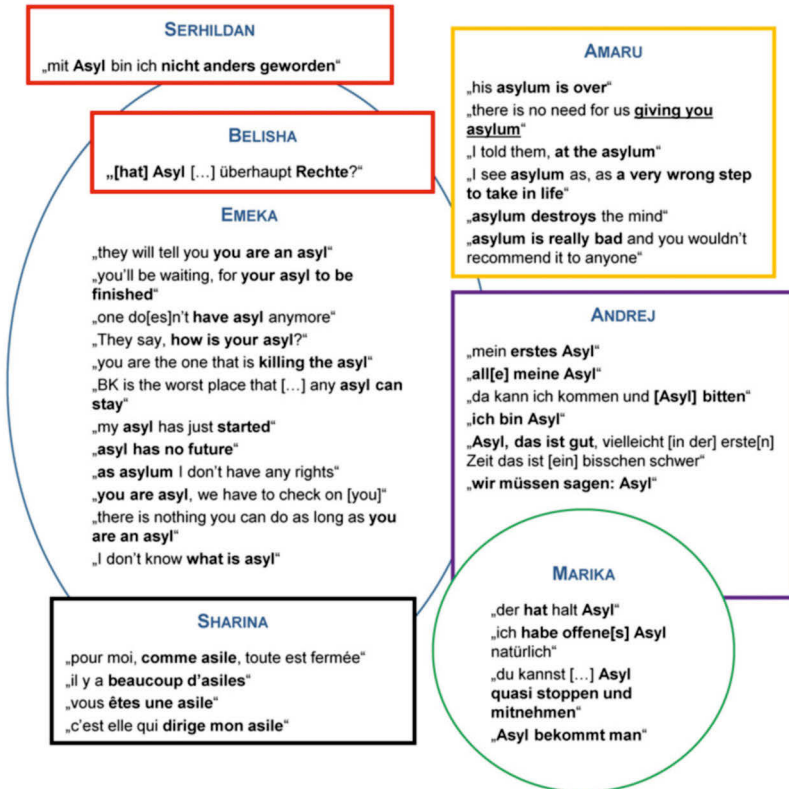 SERHILDAN
„mit Asyl bin ich nicht anders geworden“
BELISHA
„[hat] Asyl […] überhaupt Rechte?“
EMEKA
„they will tell you you are an asyl“
„you’ll be waiting, for your asyl to be
finished“
„one do[es]n’t have asyl anymore“
„They say, how is your asyl?“
„you are the one that is killing the asyl“
„BK is the worst place that […] any asyl can
stay“
„my asyl has just started“
„asyl has no future“
„as asylum I don’t have any rights“
„you are asyl, we have to check on [you]“
„there is nothing you can do as long as you
are an asyl“
„I don’t know what is asyl“
SHARINA
„pour moi, comme asile, toute est fermée“
„il y a beaucoup d’asiles“
„vous êtes une asile“
„c’est elle qui dirige mon asile“
AMARU
„his asylum is over“
„there is no need for us giving you
asylum“
„I told them, at the asylum“
„I see asylum as, as a very wrong step
to take in life“
„asylum destroys the mind“
„asylum is really bad and you wouldn’t
recommend it to anyone“
ANDREJ
„mein erstes Asyl“
„all[e] meine Asyl“
„da kann ich kommen und [Asyl] bitten“
„ich bin Asyl“
„Asyl, das ist gut, vielleicht [in der] erste[n]
Zeit das ist [ein] bisschen schwer“
„wir müssen sagen: Asyl“
MARIKA
„der hat halt Asyl“
„ich habe offene[s] Asyl
natürlich“
„du kannst […] Asyl
quasi stoppen und
mitnehmen“
„Asyl bekommt man“